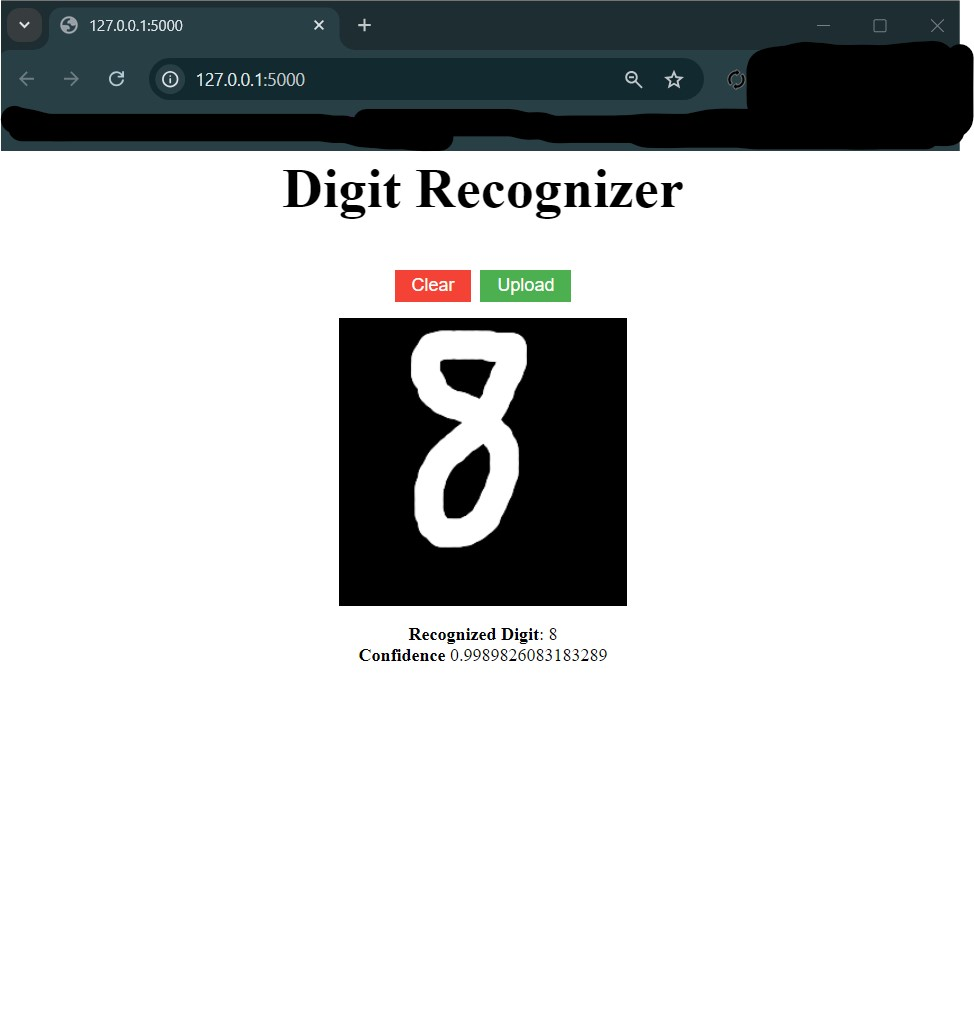 127.0.0.1:5000
127.0.0.1:5000
Digit Recognizer
Clear Upload
8
Recognized Digit: 8
Confidence 0.9989826083183289